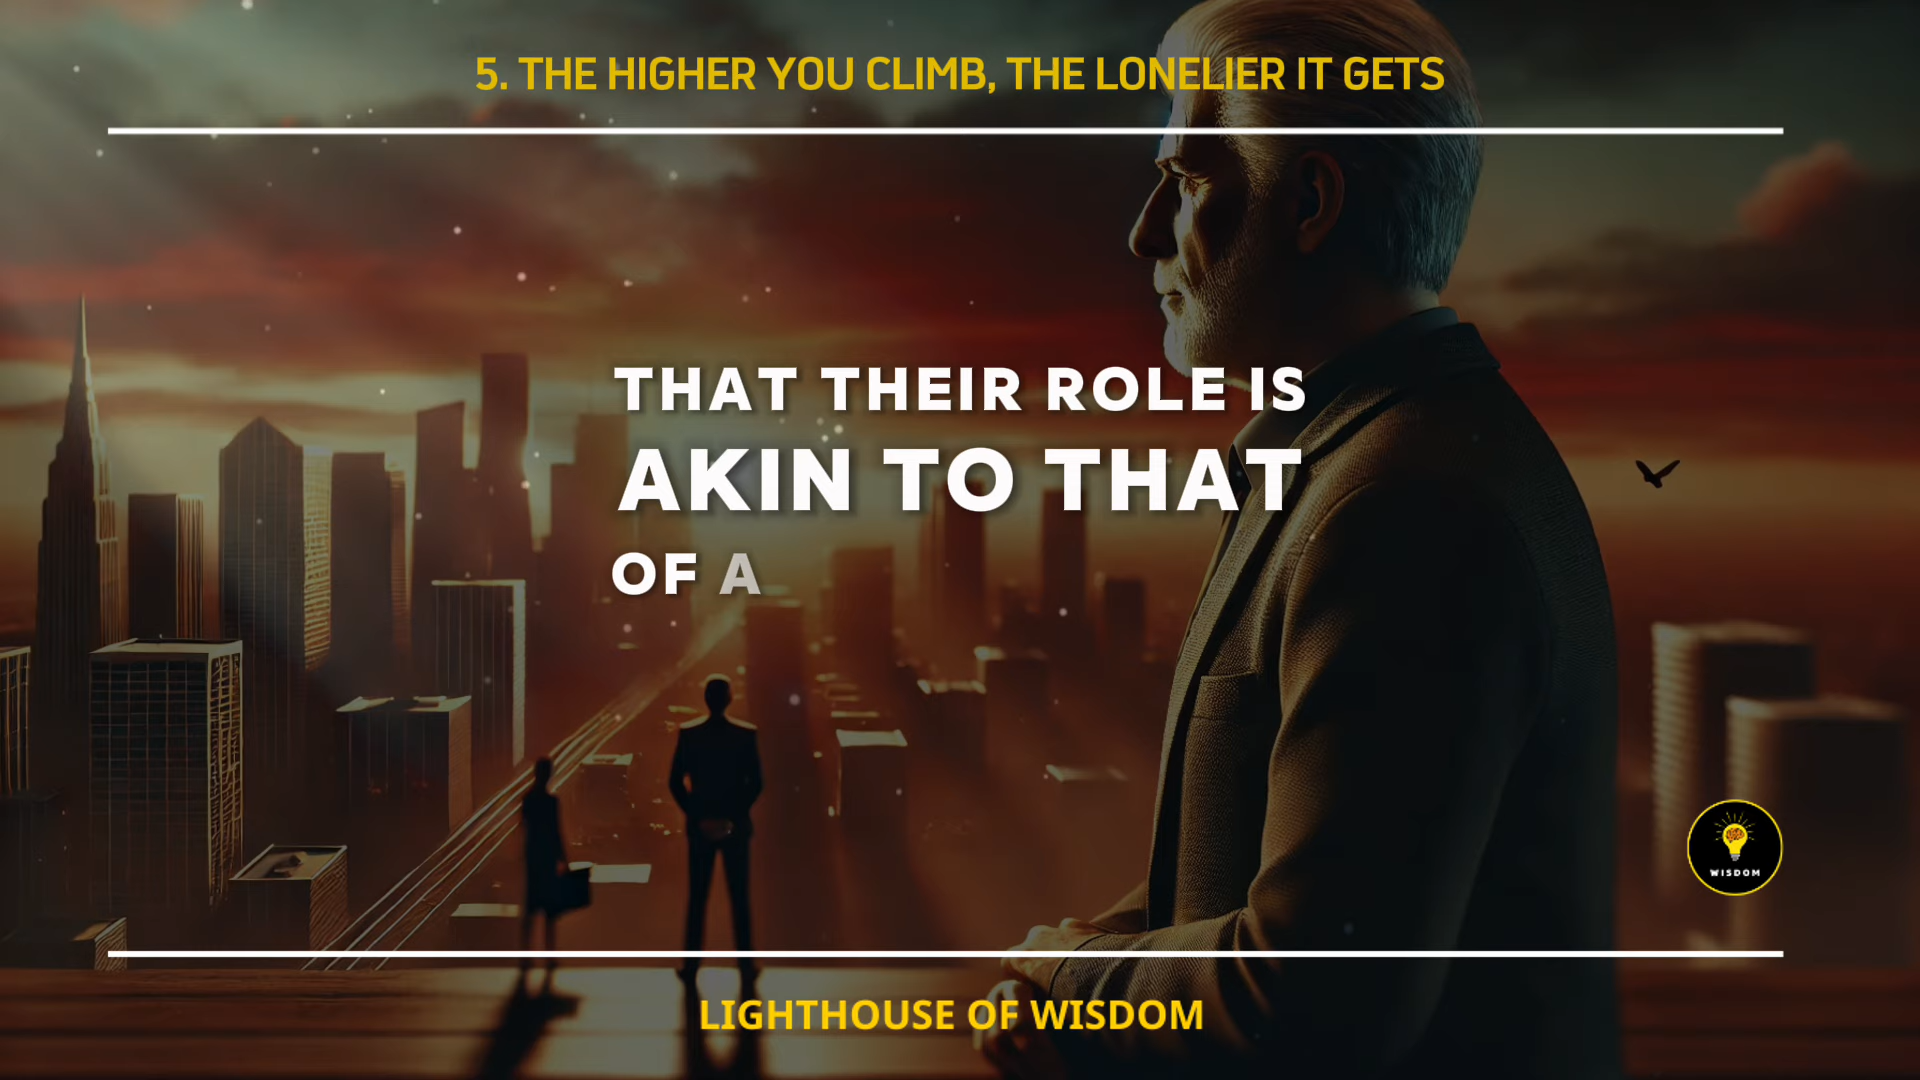 5. THE HIGHER YOU CLIMB, THE LONELIER IT GETS
THAT THEIR ROLE IS
AKIN TO THAT
OF A
WISDOM
LIGHTHOUSE OF WISDOM